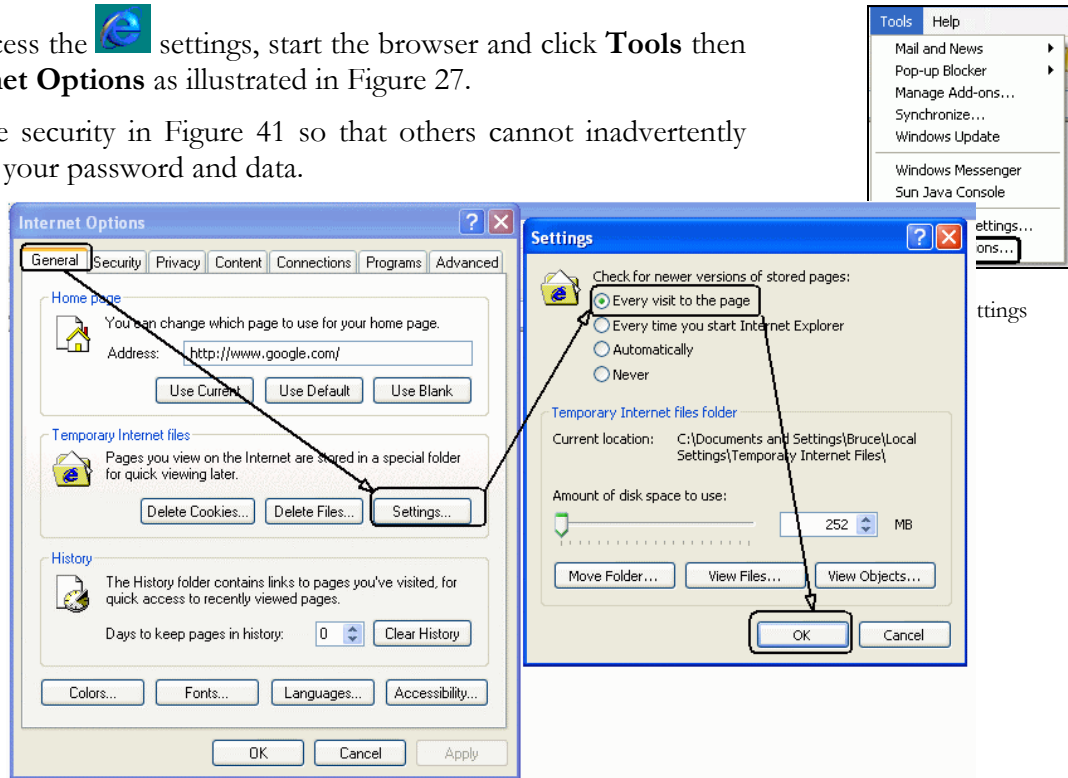 cess the settings, start the browser and click Tools then
net Options as illustrated in Figure 27.
e security in Figure 41 so that others cannot inadvertently
your password and data.
Tools Help
Mail and News
Pop-up Blocker
Manage Add-ons...
Synchronize...
Windows Update
Windows Messenger
Sun Java Console
ettings...
ons...
ttings
Internet Options
General Security Privacy Content Connections Programs Advanced
Home page
You can change which page to use for your home page.
Address: http://www.google.com/
Use Current Use Default Use Blank
Temporary Internet files
Pages you view on the Internet are stored in a special folder
for quick viewing later.
Delete Cookies... Delete Files... Settings...
History
The History folder contains links to pages you've visited, for
quick access to recently viewed pages.
Days to keep pages in history: 0 Clear History
Colors... Fonts... Languages... Accessibility...
OK Cancel Apply
Settings
Check for newer versions of stored pages:
Every visit to the page
Every time you start Internet Explorer
Automatically
Never
Temporary Internet files folder
Current location: C:\Documents and Settings\Bruce\Local
Settings\Temporary Internet Files\
Amount of disk space to use:
252 MB
Move Folder... View Files... View Objects...
OK Cancel